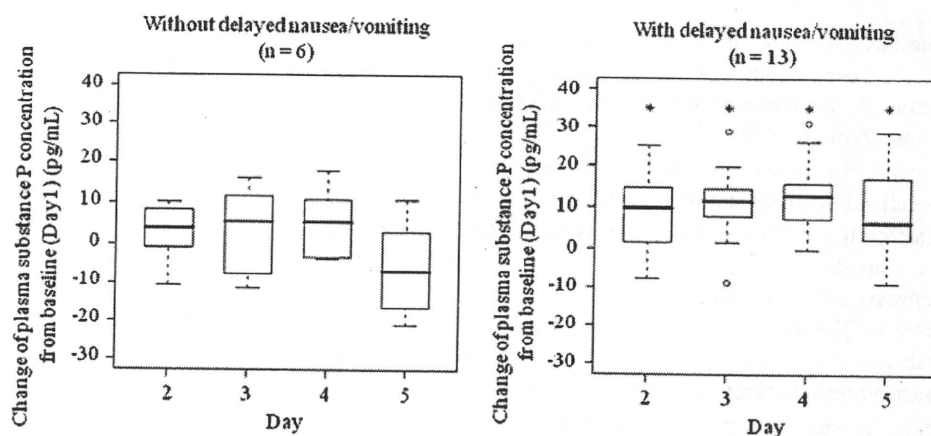 Without delayed nausea/vomiting
(n = 6)
Change of plasma substance P concentration
from baseline (Day1) (pg/mL)
40
30
20
10
0
-10
-20
-30
2 3 4 5
Day
With delayed nausea/vomiting
(n = 13)
Change of plasma substance P concentration
from baseline (Day1) (pg/mL)
40
30
20
10
0
-10
-20
-30
2 3 4 5
Day